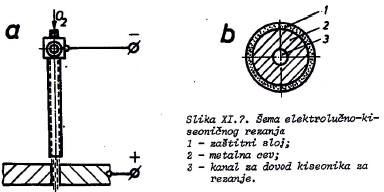 a
O2
−
+
b
1
2
3
Slika XI.7. Šema elektrolučno-ki-
seoničnog rezanja
1 - zaštitni sloj;
2 - metalna cev;
3 - kanal za dovod kiseonika za
rezanje.